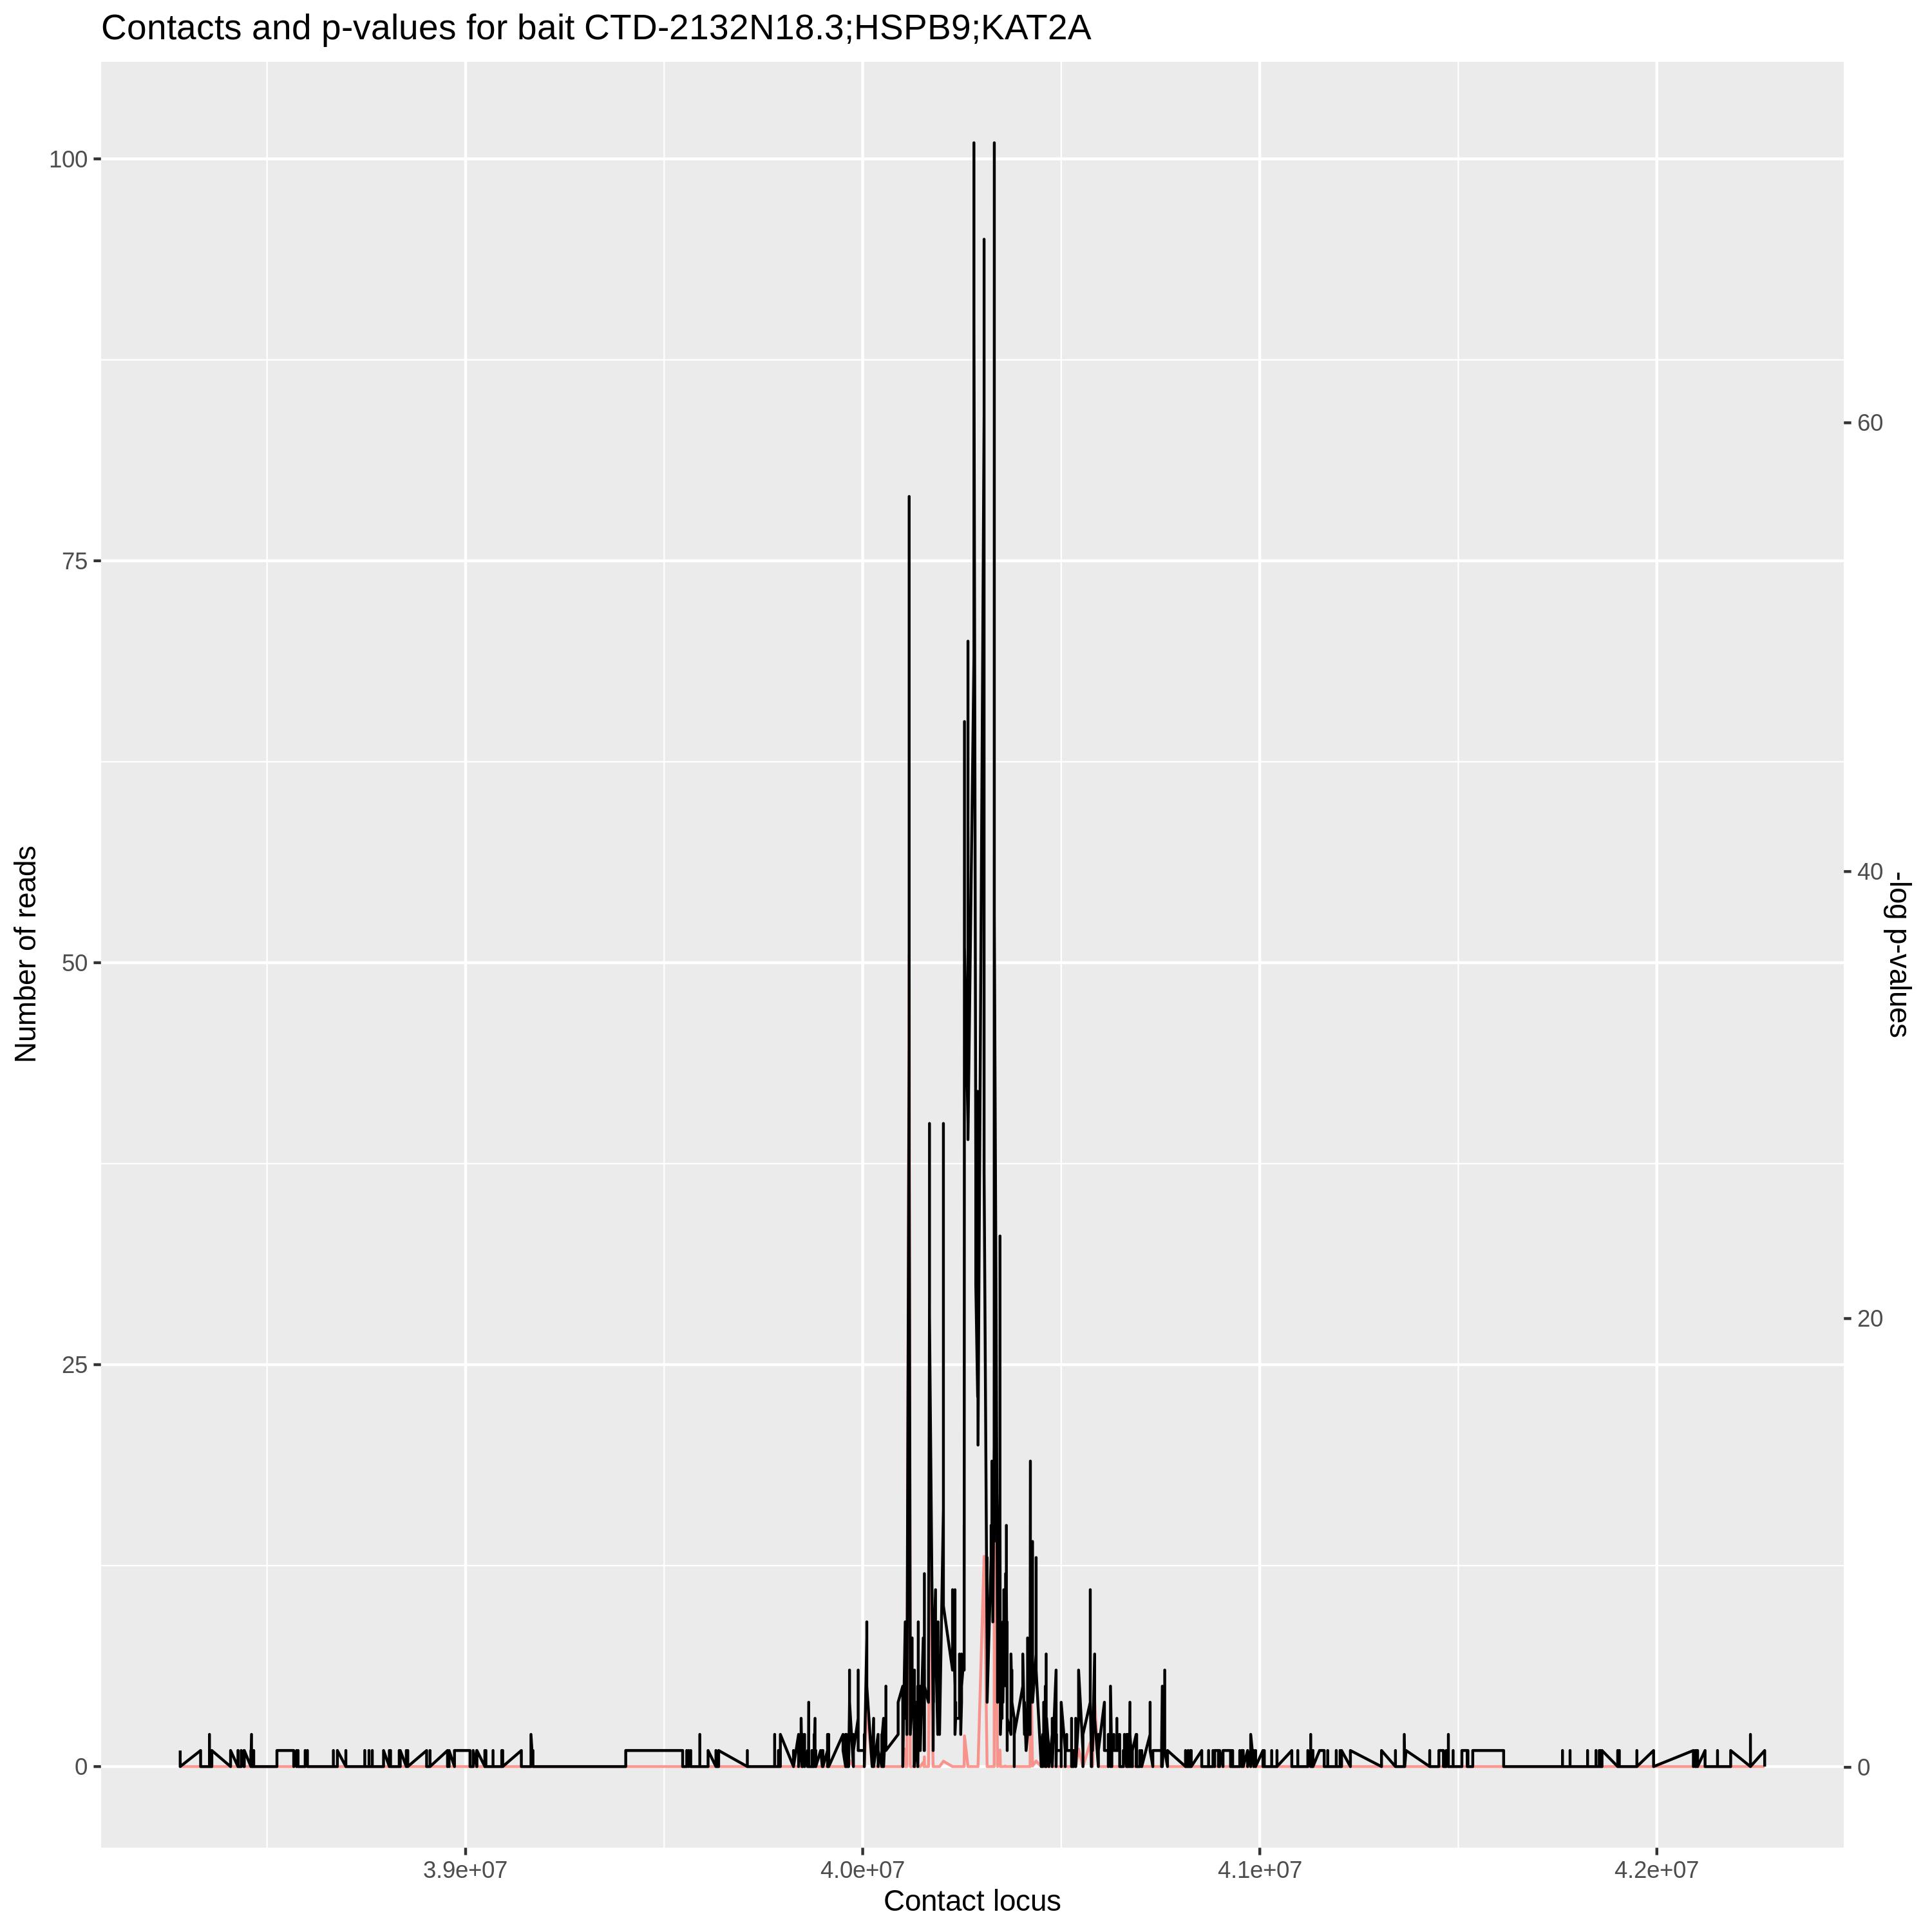 Contacts and p-values for bait CTD-2132N18.3;HSPB9;KAT2A
100
75
50
25
0
Number of reads
60
40
20
0
-log p-values
3.9e+07
4.0e+07
4.1e+07
4.2e+07
Contact locus